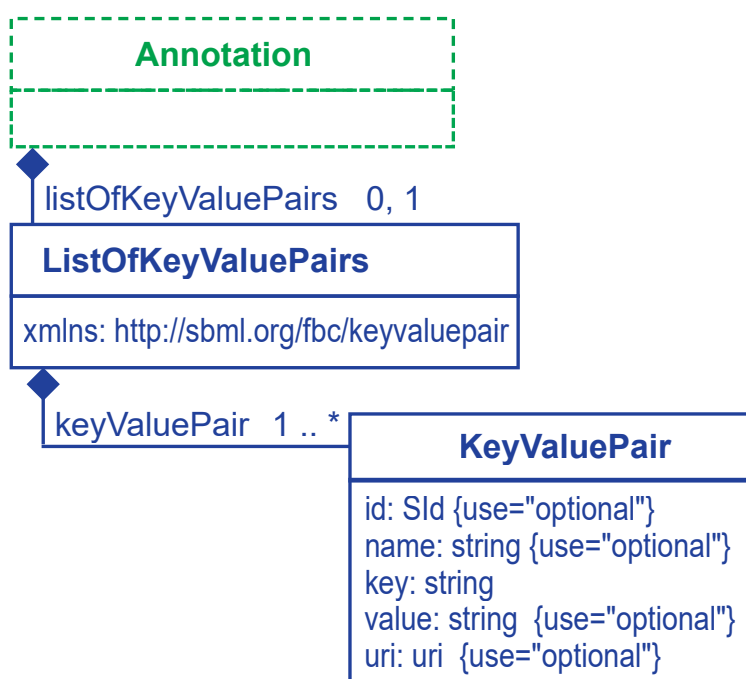 Annotation
listOfKeyValuePairs 0, 1
ListOfKeyValuePairs
xmlns: http://sbml.org/fbc/keyvaluepair
keyValuePair 1 .. *
KeyValuePair
id: SId {use="optional"}
name: string {use="optional"}
key: string
value: string {use="optional"}
uri: uri {use="optional"}